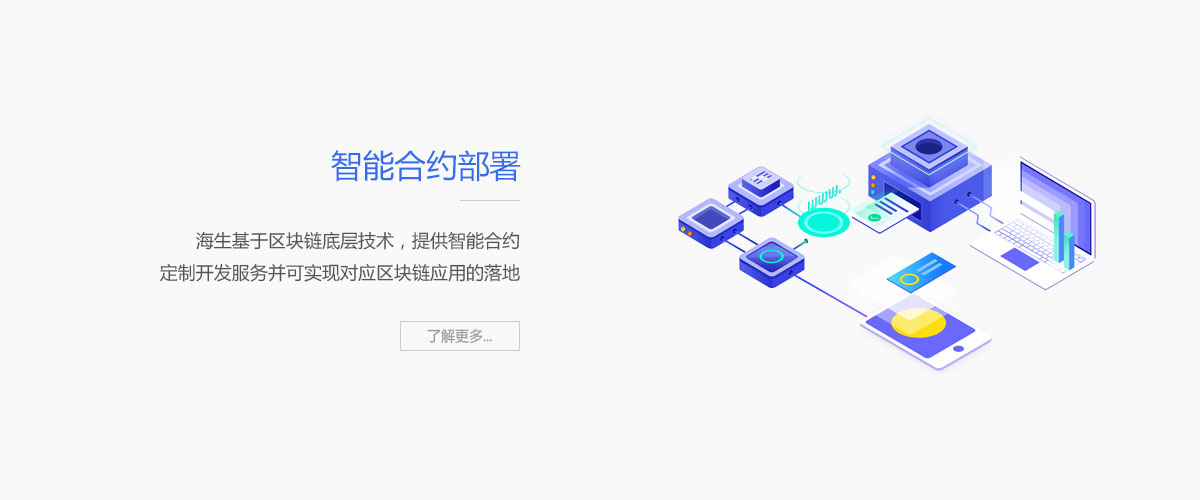 智能合约部署
海生基于区块链底层技术，提供智能合约
定制开发服务并可实现对应区块链应用的落地
了解更多...